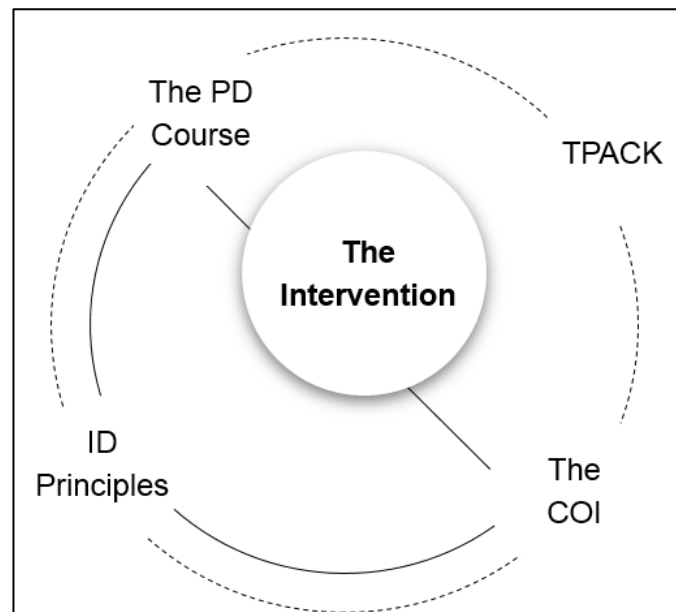 The PD
Course
TPACK
The
Intervention
ID
Principles
The
COI